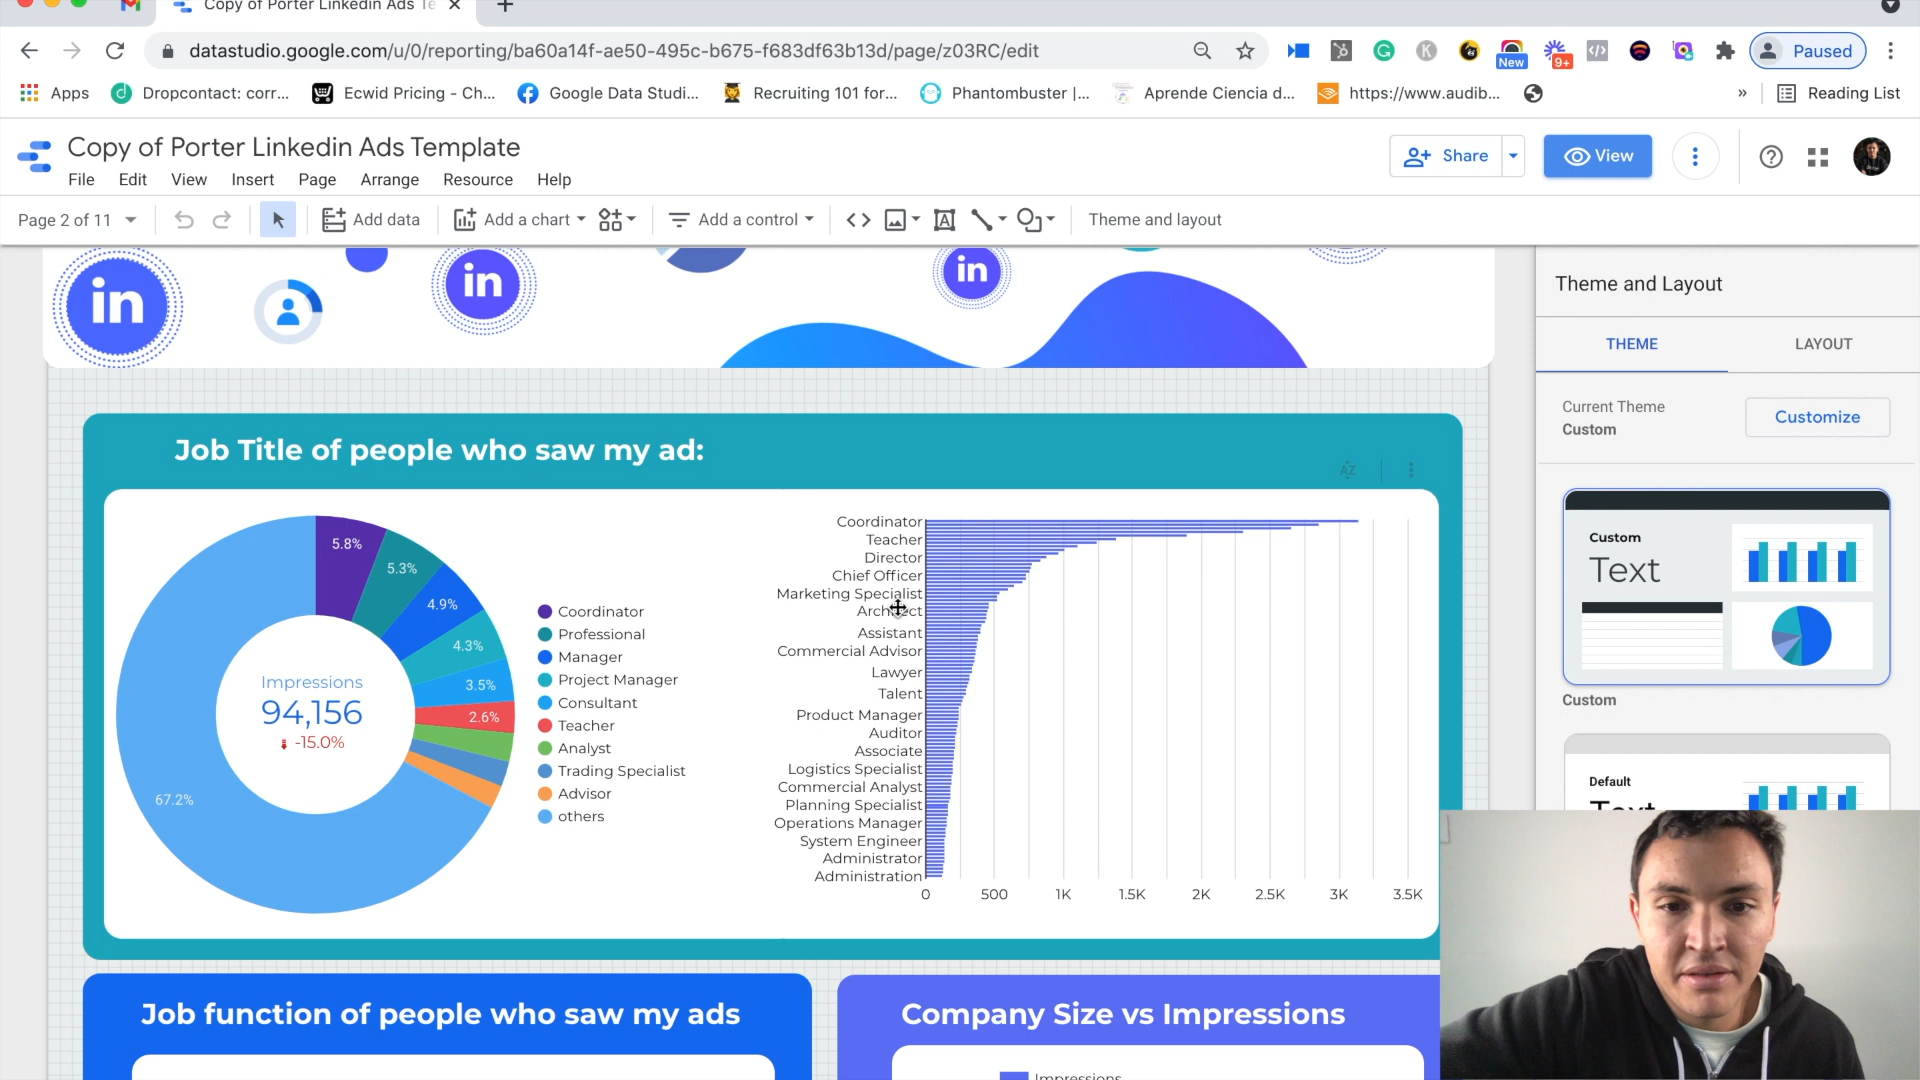 Copy of Porter Linkedin Ads Te
datastudio.google.com/u/0/reporting/ba60a14f-ae50-495c-b675-f683df63b13d/page/z03RC/edit
New
9+
Paused
Apps
Dropcontact: corr...
Ecwid Pricing - Ch...
Google Data Studi...
Recruiting 101 for...
Phantombuster |...
Aprende Ciencia d...
https://www.audib...
»
Reading List
Copy of Porter Linkedin Ads Template
Share
View
File
Edit
View
Insert
Page
Arrange
Resource
Help
Page 2 of 11
Add data
Add a chart
Add a control
Theme and layout
in
in
in
Theme and Layout
THEME
LAYOUT
Current Theme
Custom
Customize
Custom
Text
Custom
Default
Text
Job Title of people who saw my ad:
AZ
5.8%
5.3%
4.9%
4.3%
3.5%
2.6%
67.2%
Impressions
94,156
-15.0%
Coordinator
Professional
Manager
Project Manager
Consultant
Teacher
Analyst
Trading Specialist
Advisor
others
Coordinator
Teacher
Director
Chief Officer
Marketing Specialist
Architect
Assistant
Commercial Advisor
Lawyer
Talent
Product Manager
Auditor
Associate
Logistics Specialist
Commercial Analyst
Planning Specialist
Operations Manager
System Engineer
Administrator
Administration
0
500
1K
1.5K
2K
2.5K
3K
3.5K
Job function of people who saw my ads
Company Size vs Impressions
Impressions